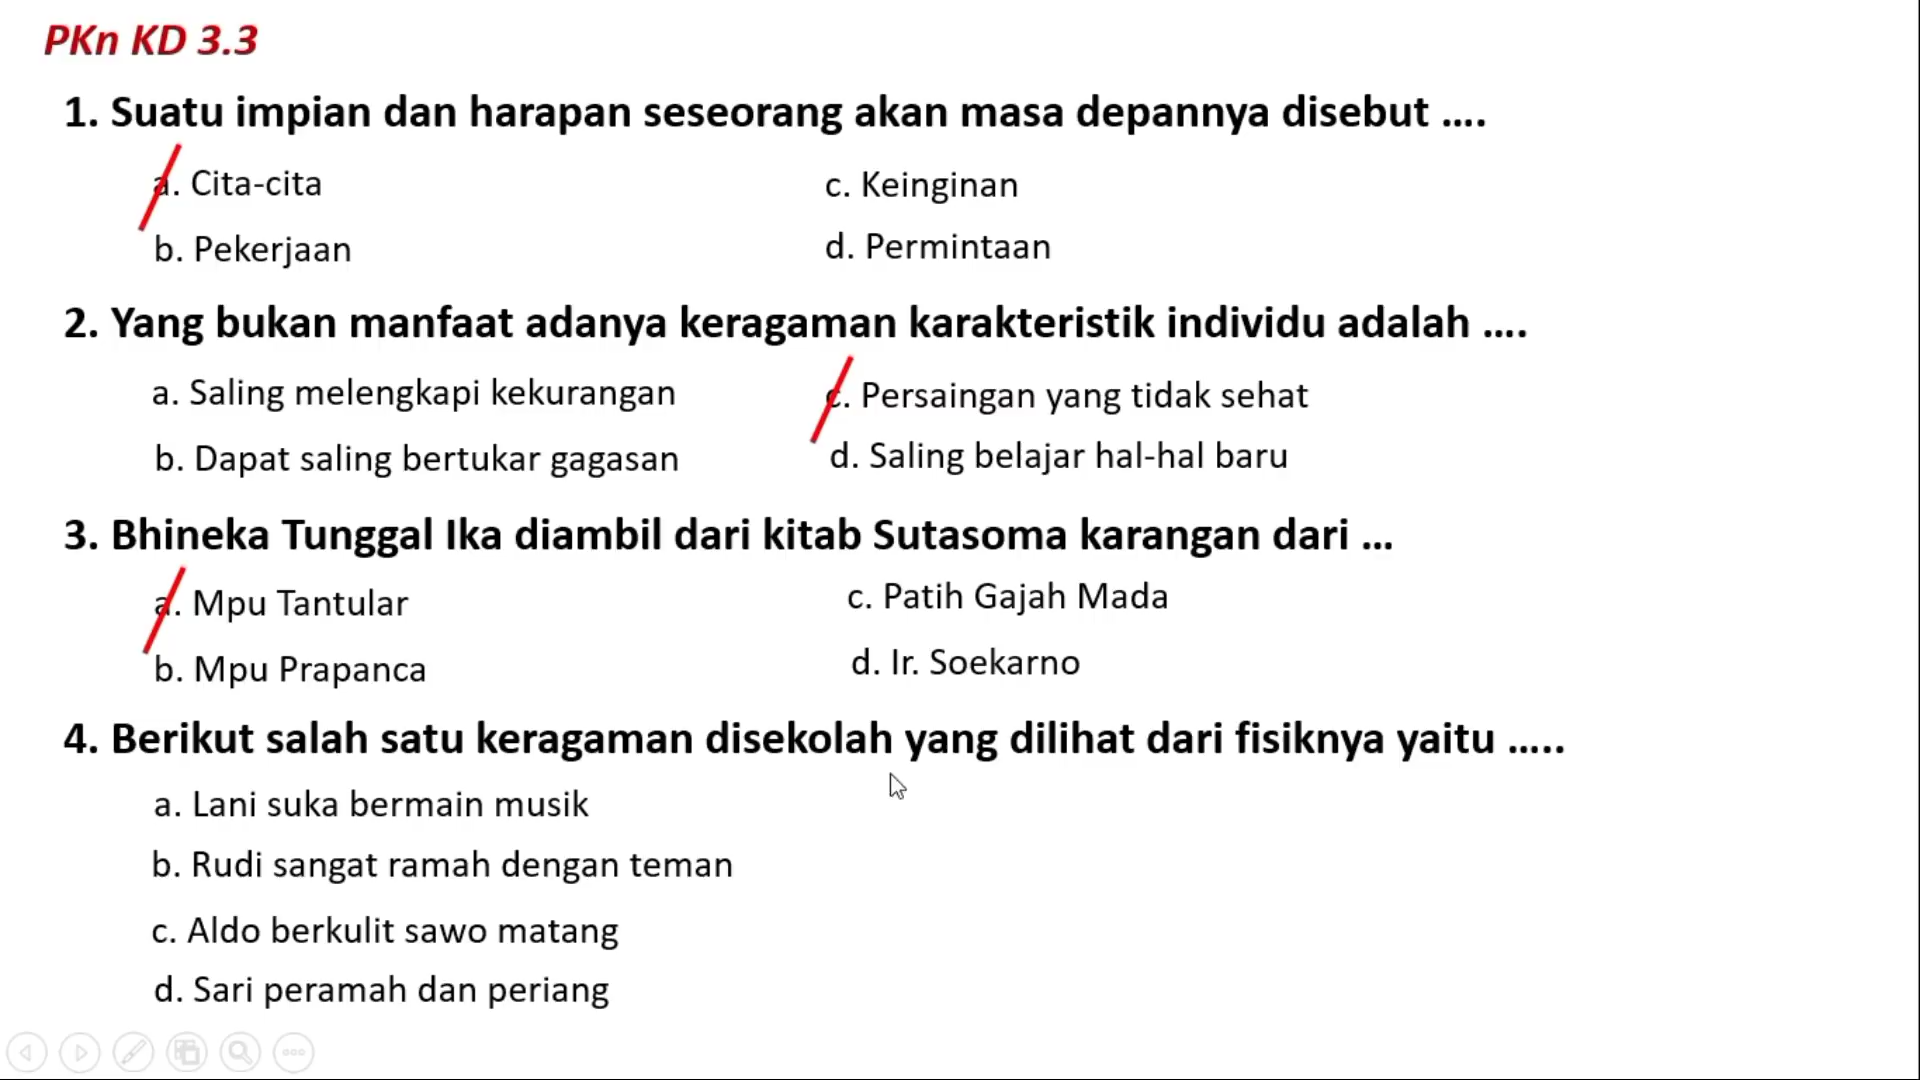 PKn KD 3.3
1. Suatu impian dan harapan seseorang akan masa depannya disebut ....
a. Cita-cita
c. Keinginan
b. Pekerjaan
d. Permintaan
2. Yang bukan manfaat adanya keragaman karakteristik individu adalah ....
a. Saling melengkapi kekurangan
c. Persaingan yang tidak sehat
b. Dapat saling bertukar gagasan
d. Saling belajar hal-hal baru
3. Bhineka Tunggal Ika diambil dari kitab Sutasoma karangan dari ...
a. Mpu Tantular
c. Patih Gajah Mada
b. Mpu Prapanca
d. Ir. Soekarno
4. Berikut salah satu keragaman disekolah yang dilihat dari fisiknya yaitu .....
a. Lani suka bermain musik
b. Rudi sangat ramah dengan teman
c. Aldo berkulit sawo matang
d. Sari peramah dan periang